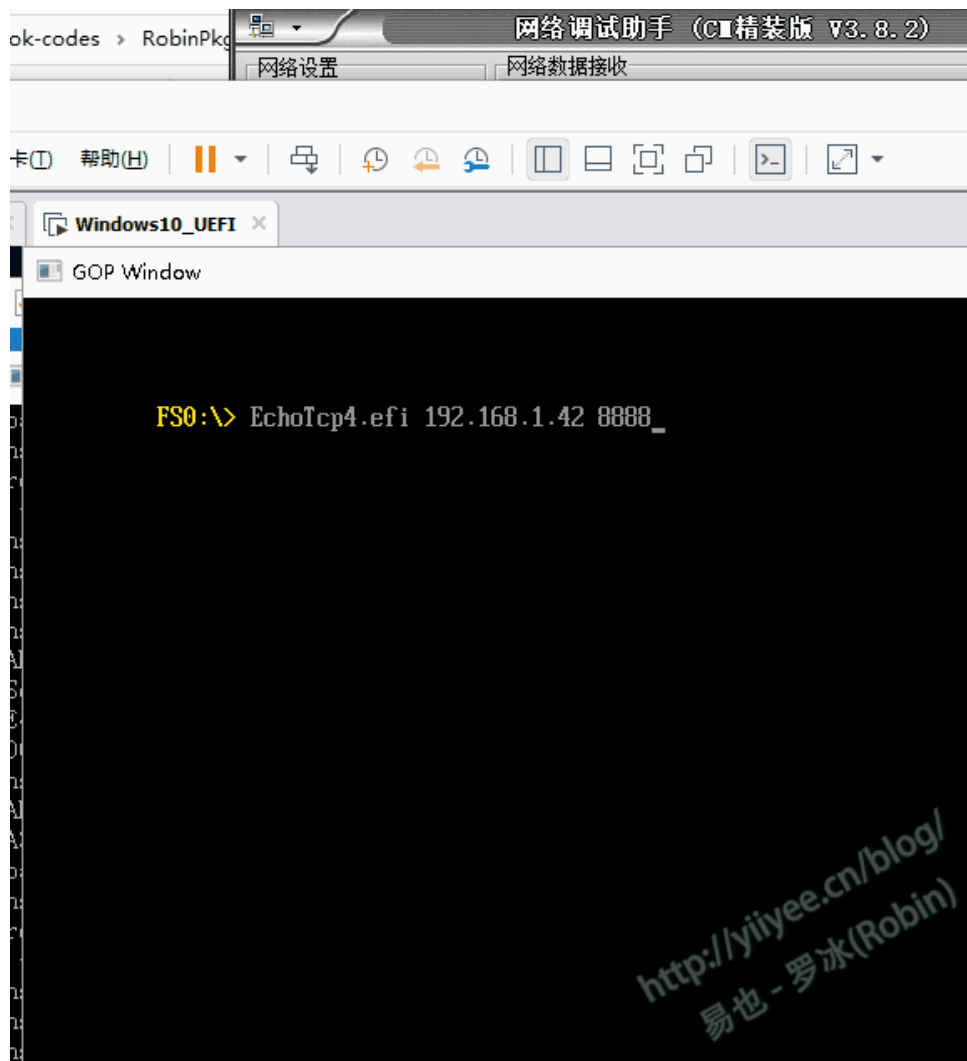 ok-codes › RobinPkg
网络调试助手 (CM精装版 V3.8.2)
网络设置
网络数据接收
卡(T) 帮助(H)
Windows10_UEFI
GOP Window
FS0:\> EchoTcp4.efi 192.168.1.42 8888_
http://yiiyee.cn/blog/
易也 - 罗冰(Robin)